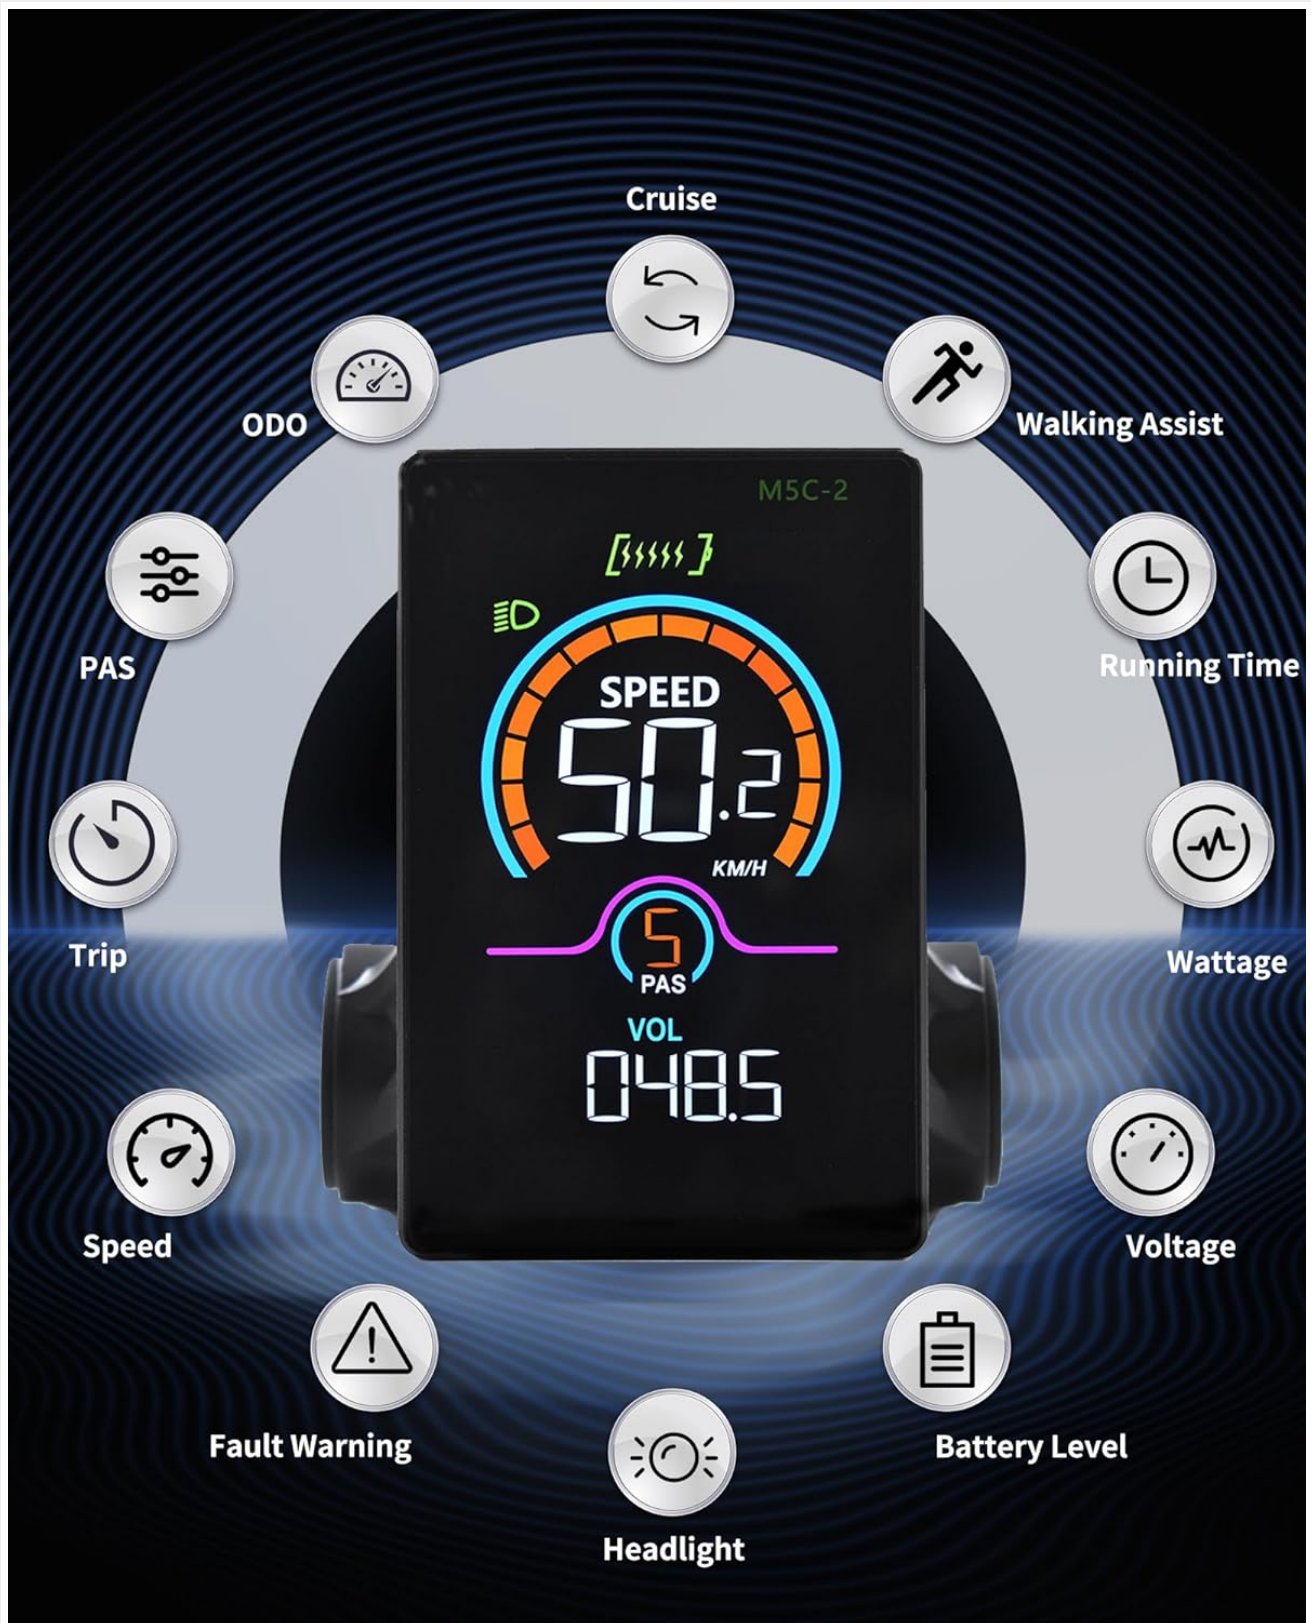 Cruise
ODO
Walking Assist
M5C-2
PAS
Running Time
SPEED
50.2
KM/H
5
PAS
Trip
Wattage
VOL
048.5
Speed
Voltage
Fault Warning
Battery Level
Headlight